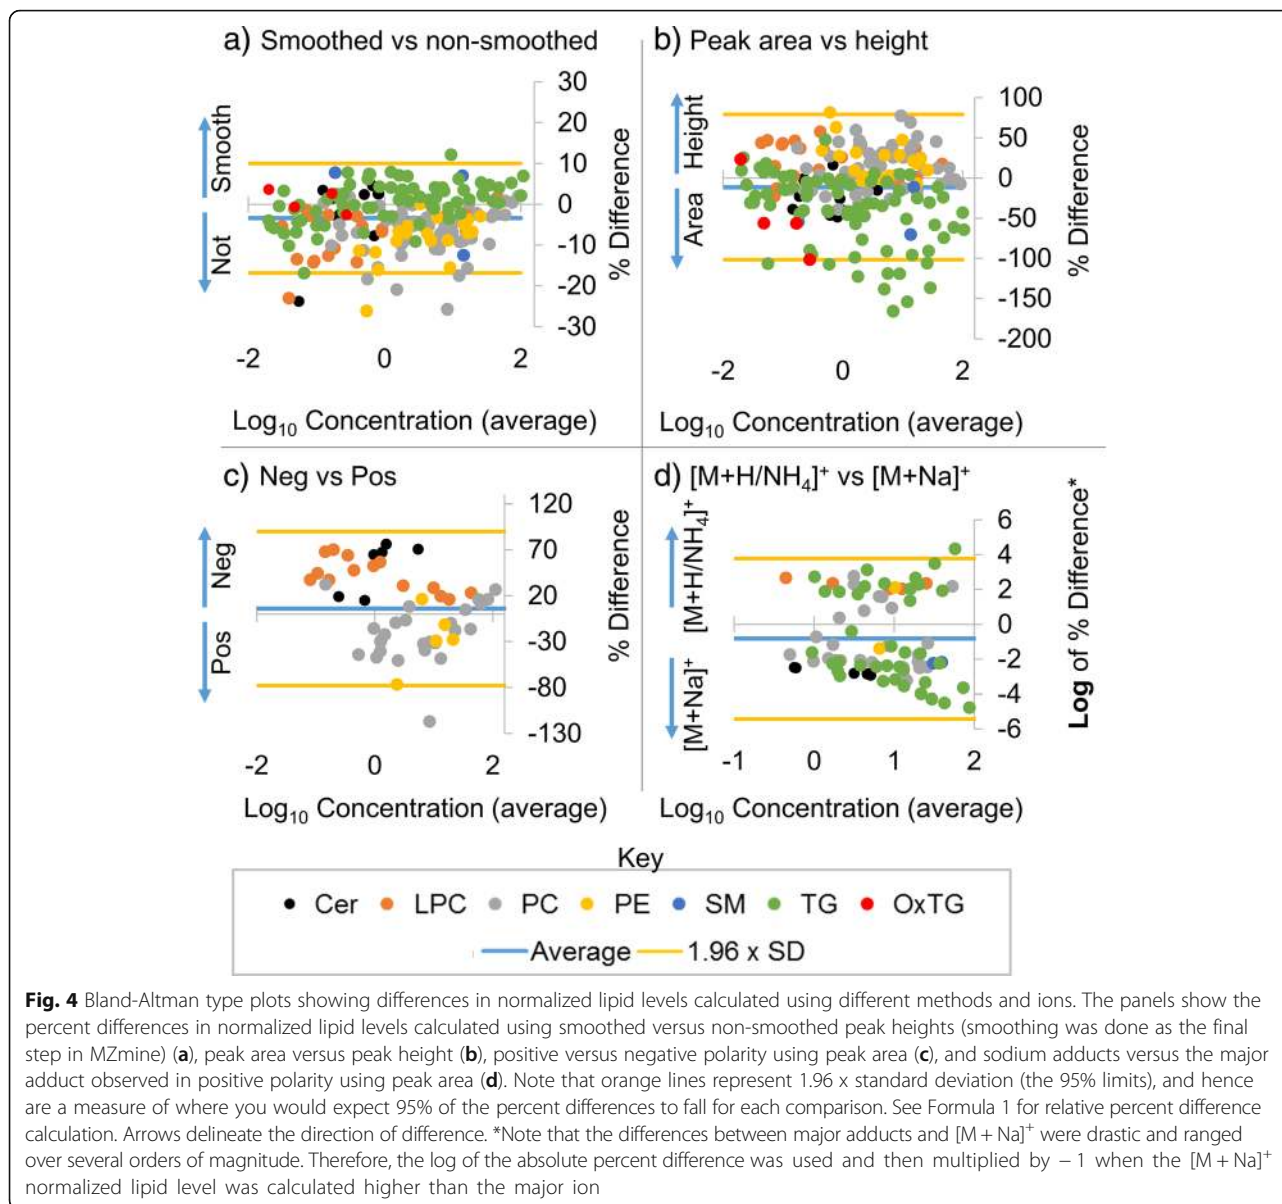 a) Smoothed vs non-smoothed
Smooth
Not
30
20
10
0
-10
-20
-30
% Difference
-2 0 2
Log10 Concentration (average)
b) Peak area vs height
Height
Area
100
50
0
-50
-100
-150
-200
% Difference
-2 0 2
Log10 Concentration (average)
c) Neg vs Pos
Neg
Pos
120
70
20
-30
-80
-130
% Difference
-2 0 2
Log10 Concentration (average)
d) [M+H/NH4]+ vs [M+Na]+
[M+H/NH4]+
[M+Na]+
6
4
2
0
-2
-4
-6
Log of % Difference*
-1 0 1 2
Log10 Concentration (average)
Key
Cer LPC PC PE SM TG OxTG
Average 1.96 x SD
Fig. 4 Bland-Altman type plots showing differences in normalized lipid levels calculated using different methods and ions. The panels show the
percent differences in normalized lipid levels calculated using smoothed versus non-smoothed peak heights (smoothing was done as the final
step in MZmine) (a), peak area versus peak height (b), positive versus negative polarity using peak area (c), and sodium adducts versus the major
adduct observed in positive polarity using peak area (d). Note that orange lines represent 1.96 x standard deviation (the 95% limits), and hence
are a measure of where you would expect 95% of the percent differences to fall for each comparison. See Formula 1 for relative percent difference
calculation. Arrows delineate the direction of difference. *Note that the differences between major adducts and [M + Na]+ were drastic and ranged
over several orders of magnitude. Therefore, the log of the absolute percent difference was used and then multiplied by − 1 when the [M + Na]+
normalized lipid level was calculated higher than the major ion